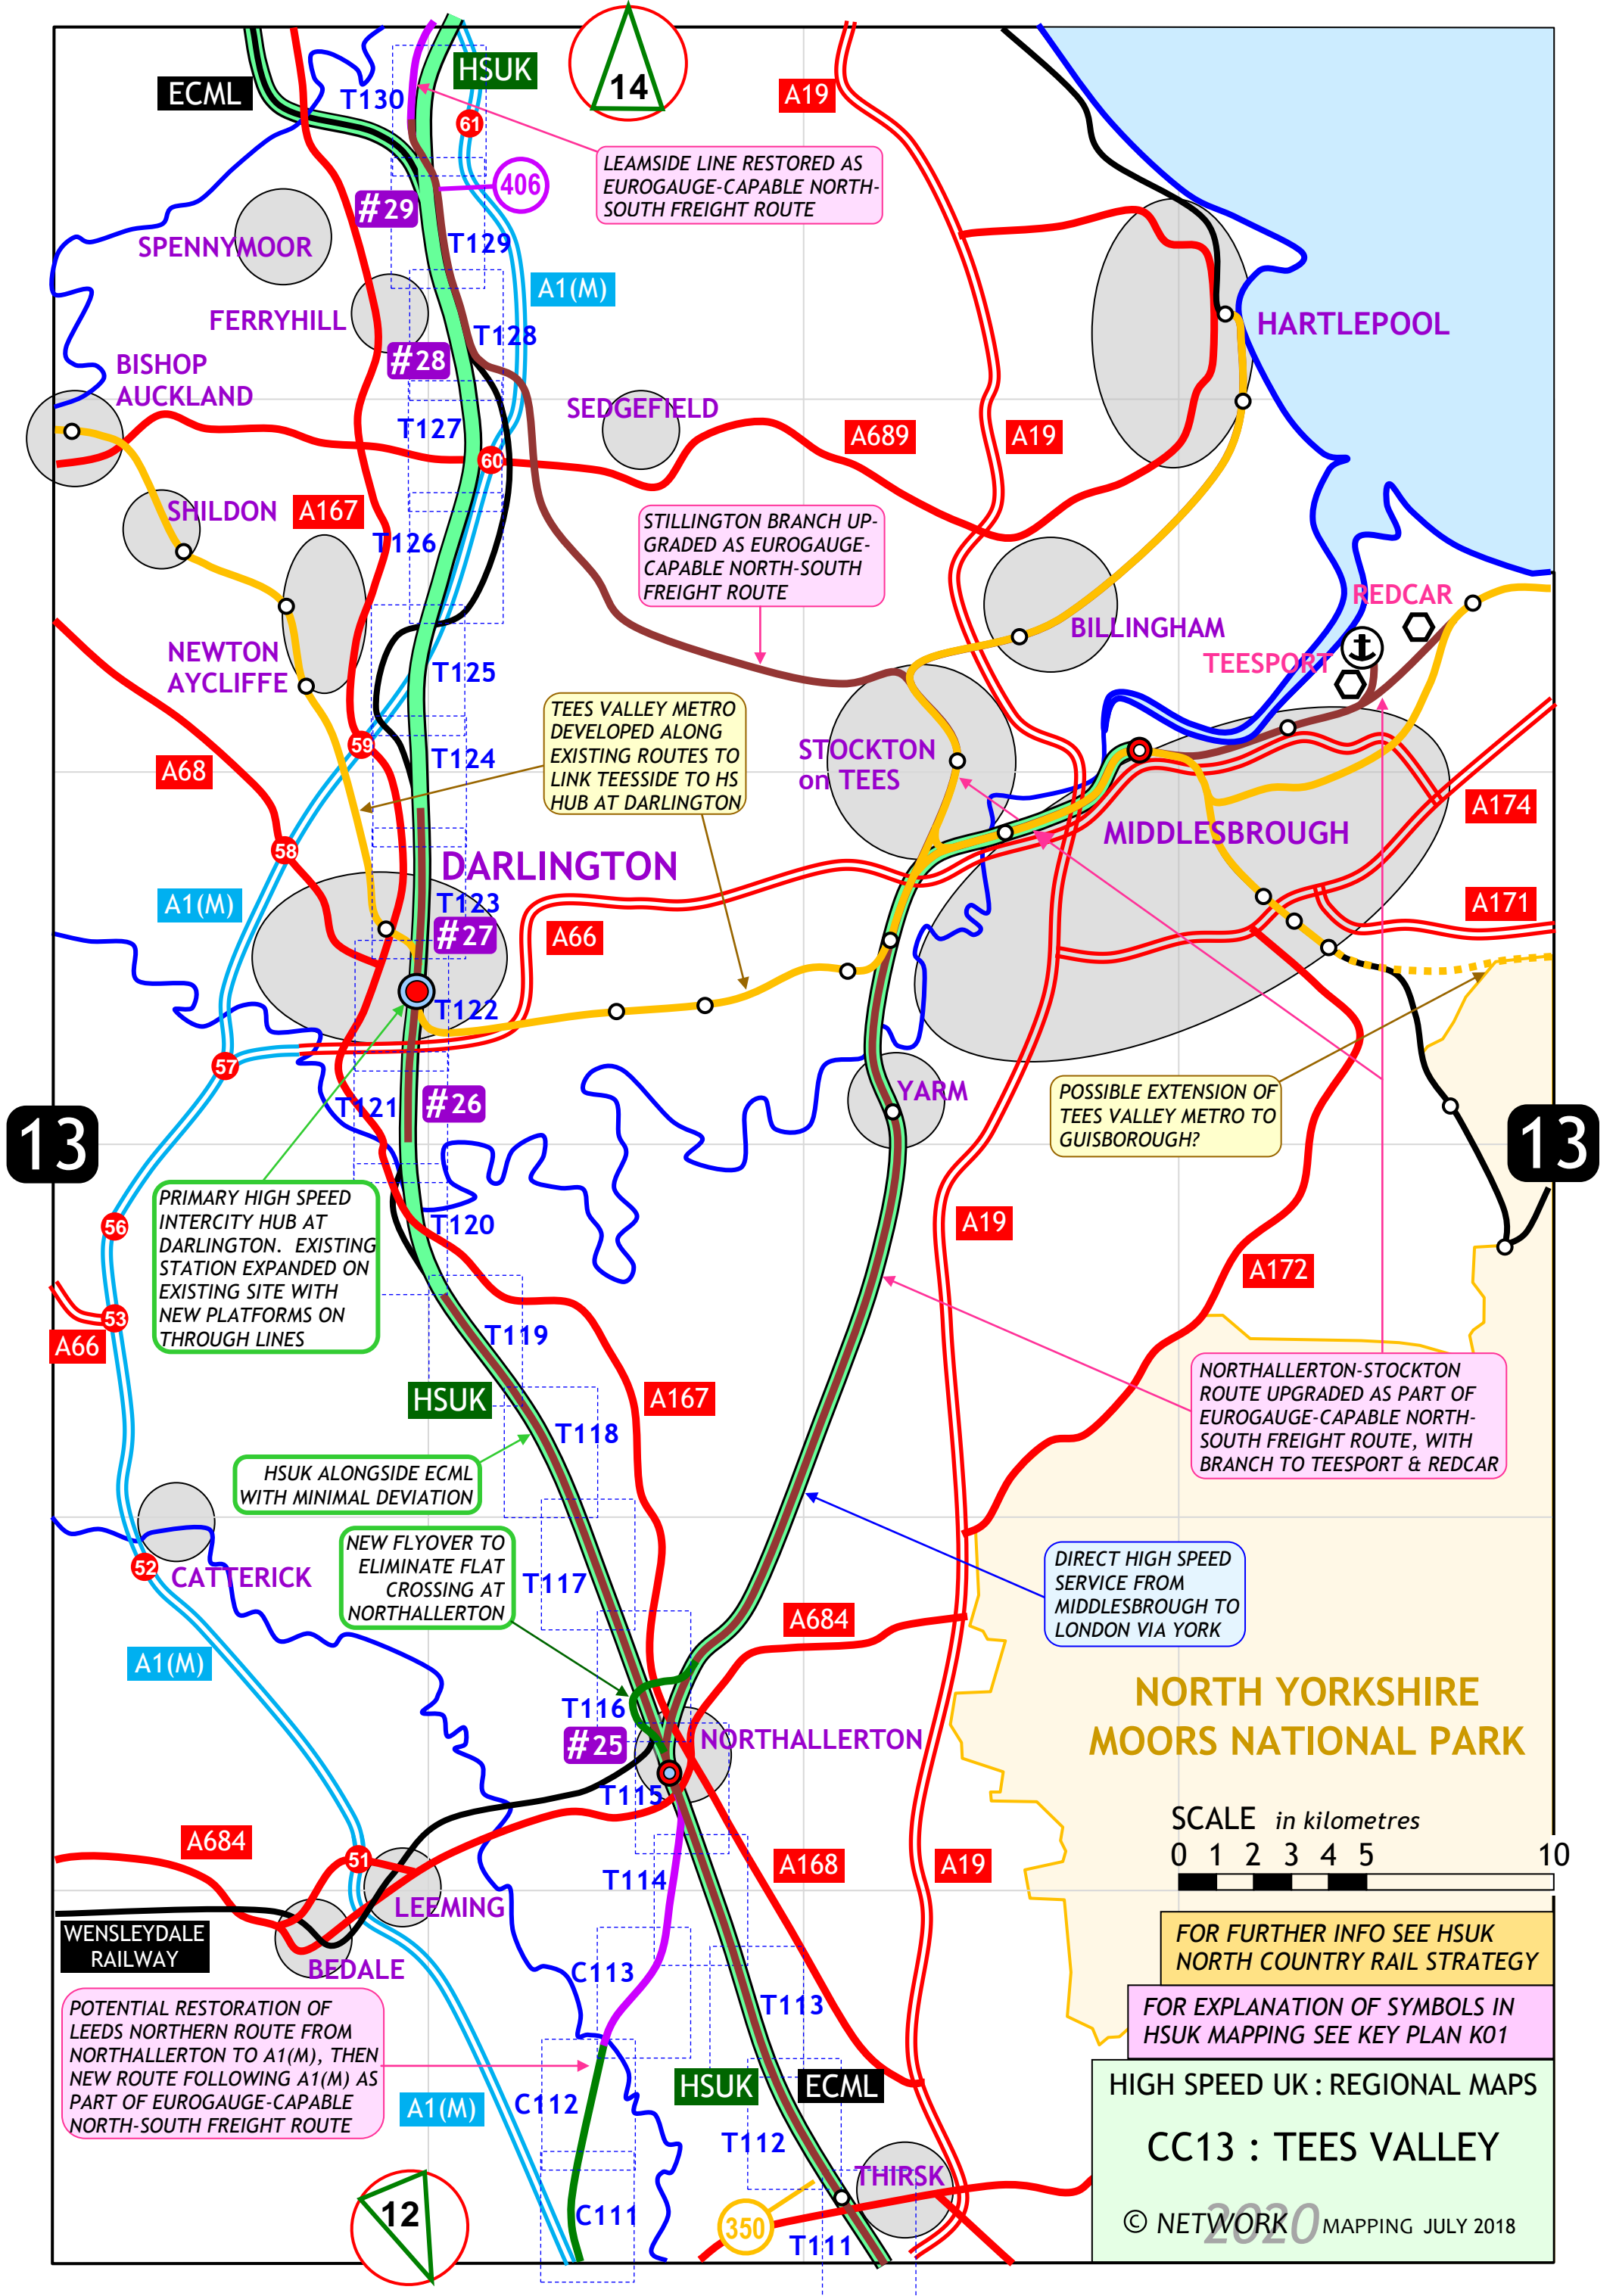 14
HSUK
ECML
T130
A19
61
LEAMSIDE LINE RESTORED AS
EUROGAUGE-CAPABLE NORTH-
SOUTH FREIGHT ROUTE
406
#29
SPENNYMOOR
T129
A1(M)
FERRYHILL
HARTLEPOOL
T128
#28
BISHOP
AUCKLAND
SEDGEFIELD
T127
A689
A19
60
SHILDON
A167
STILLINGTON BRANCH UP-
GRADED AS EUROGAUGE-
CAPABLE NORTH-SOUTH
FREIGHT ROUTE
T126
REDCAR
BILLINGHAM
TEESPORT
NEWTON
AYCLIFFE
T125
TEES VALLEY METRO
DEVELOPED ALONG
EXISTING ROUTES TO
LINK TEESSIDE TO HS
HUB AT DARLINGTON
59
T124
STOCKTON
on TEES
A68
A174
58
MIDDLESBROUGH
DARLINGTON
A1(M)
T123
#27
A66
A171
T122
57
T121
#26
YARM
POSSIBLE EXTENSION OF
TEES VALLEY METRO TO
GUISBOROUGH?
13
13
PRIMARY HIGH SPEED
INTERCITY HUB AT
DARLINGTON. EXISTING
STATION EXPANDED ON
EXISTING SITE WITH
NEW PLATFORMS ON
THROUGH LINES
56
T120
A19
A172
53
A66
T119
HSUK
A167
NORTHALLERTON-STOCKTON
ROUTE UPGRADED AS PART OF
EUROGAUGE-CAPABLE NORTH-
SOUTH FREIGHT ROUTE, WITH
BRANCH TO TEESPORT & REDCAR
T118
HSUK ALONGSIDE ECML
WITH MINIMAL DEVIATION
NEW FLYOVER TO
ELIMINATE FLAT
CROSSING AT
NORTHALLERTON
DIRECT HIGH SPEED
SERVICE FROM
MIDDLESBROUGH TO
LONDON VIA YORK
52
CATTERICK
T117
A684
A1(M)
NORTH YORKSHIRE
MOORS NATIONAL PARK
T116
#25
NORTHALLERTON
T115
SCALE in kilometres
0 1 2 3 4 5 10
A684
51
A168
A19
T114
LEEMING
WENSLEYDALE
RAILWAY
BEDALE
C113
T113
FOR FURTHER INFO SEE HSUK
NORTH COUNTRY RAIL STRATEGY
FOR EXPLANATION OF SYMBOLS IN
HSUK MAPPING SEE KEY PLAN K01
POTENTIAL RESTORATION OF
LEEDS NORTHERN ROUTE FROM
NORTHALLERTON TO A1(M), THEN
NEW ROUTE FOLLOWING A1(M) AS
PART OF EUROGAUGE-CAPABLE
NORTH-SOUTH FREIGHT ROUTE
A1(M)
C112
HSUK
ECML
T112
THIRSK
HIGH SPEED UK : REGIONAL MAPS
CC13 : TEES VALLEY
12
C111
350
T111
© NETWORK 2020 MAPPING JULY 2018